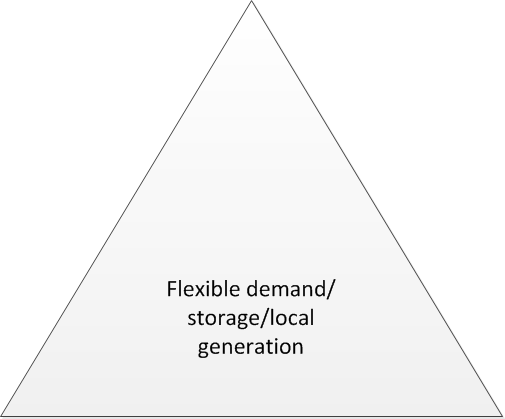 Flexible demand/
storage/local
generation